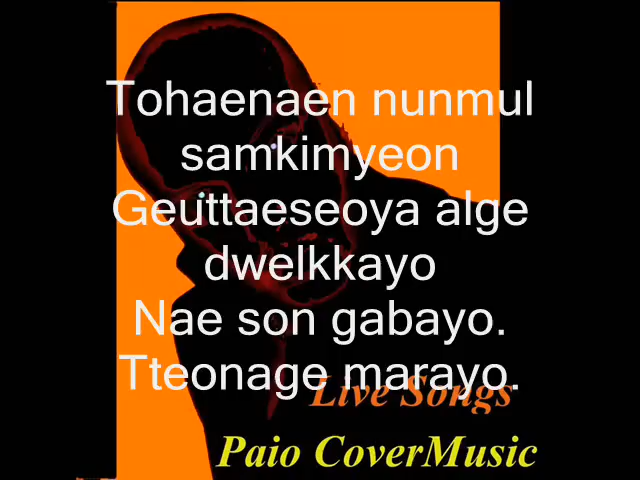 Tohaenaen nunmul
samkimyeon
Geuttaeseoya alge
dwelkkayo
Nae son gabayo.
Tteonage marayo.
Live Songs
Paio CoverMusic